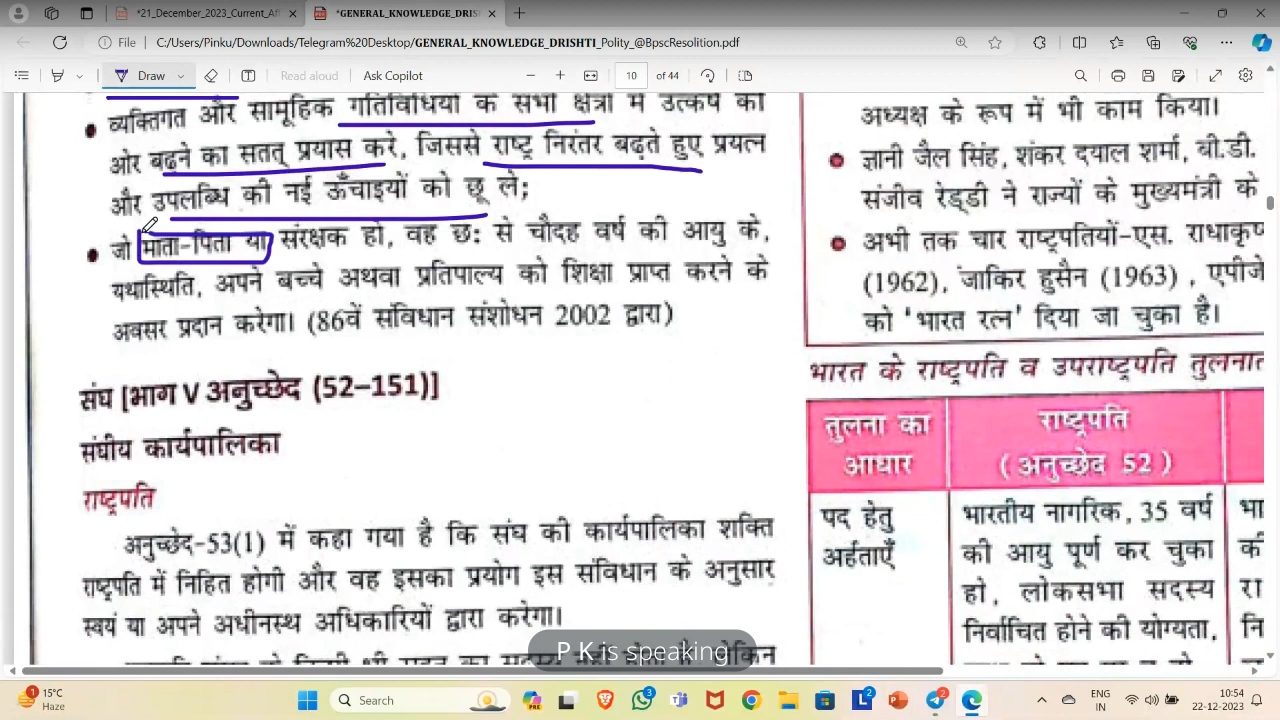 *21_December_2023_Current_Af
*GENERAL_KNOWLEDGE_DRIS
File
C:/Users/Pinku/Downloads/Telegram%20Desktop/GENERAL_KNOWLEDGE_DRISHTI_Polity_@BpscResolition.pdf
Draw
Read aloud
Ask Copilot
10 of 44
व्यक्तिगत और सामूहिक गतिविधियों के सभी क्षेत्रों में उत्कर्ष की
ओर बढ़ने का सतत् प्रयास करे, जिससे राष्ट्र निरंतर बढ़ते हुए प्रयत्न
और उपलब्धि की नई ऊँचाइयों को छू ले;
जो माता-पिता या संरक्षक हो, वह छः से चौदह वर्ष की आयु के,
यथास्थिति, अपने बच्चे अथवा प्रतिपाल्य को शिक्षा प्राप्त करने के
अवसर प्रदान करेगा। (86वें संविधान संशोधन 2002 द्वारा)
संघ [भाग V अनुच्छेद (52–151)]
संघीय कार्यपालिका
राष्ट्रपति
अनुच्छेद-53(1) में कहा गया है कि संघ की कार्यपालिका शक्ति
राष्ट्रपति में निहित होगी और वह इसका प्रयोग इस संविधान के अनुसार
स्वयं या अपने अधीनस्थ अधिकारियों द्वारा करेगा।
अध्यक्ष के रूप में भी काम किया।
ज्ञानी जैल सिंह, शंकर दयाल शर्मा, वी.डी.
संजीव रेड्डी ने राज्यों के मुख्यमंत्री के
अभी तक चार राष्ट्रपतियों-एस. राधाकृष्
(1962), जाकिर हुसैन (1963) , एपीजे
को 'भारत रत्न' दिया जा चुका है।
भारत के राष्ट्रपति व उपराष्ट्रपति तुलनात
तुलना का
आधार
राष्ट्रपति
( अनुच्छेद 52 )
पद हेतु
अर्हताएँ
भारतीय नागरिक, 35 वर्ष
की आयु पूर्ण कर चुका
हो, लोकसभा सदस्य
निर्वाचित होने की योग्यता,
भा
की
रा
नि
P K is speaking
15°C
Haze
Search
ENG
IN
10:54
22-12-2023